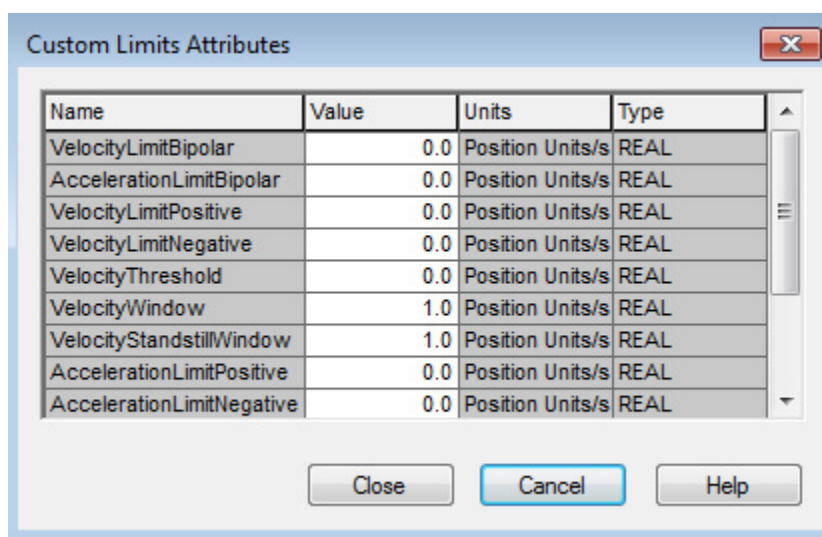 Custom Limits Attributes
Name Value Units Type
VelocityLimitBipolar 0.0 Position Units/s REAL
AccelerationLimitBipolar 0.0 Position Units/s REAL
VelocityLimitPositive 0.0 Position Units/s REAL
VelocityLimitNegative 0.0 Position Units/s REAL
VelocityThreshold 0.0 Position Units/s REAL
VelocityWindow 1.0 Position Units/s REAL
VelocityStandstillWindow 1.0 Position Units/s REAL
AccelerationLimitPositive 0.0 Position Units/s REAL
AccelerationLimitNegative 0.0 Position Units/s REAL
Close Cancel Help